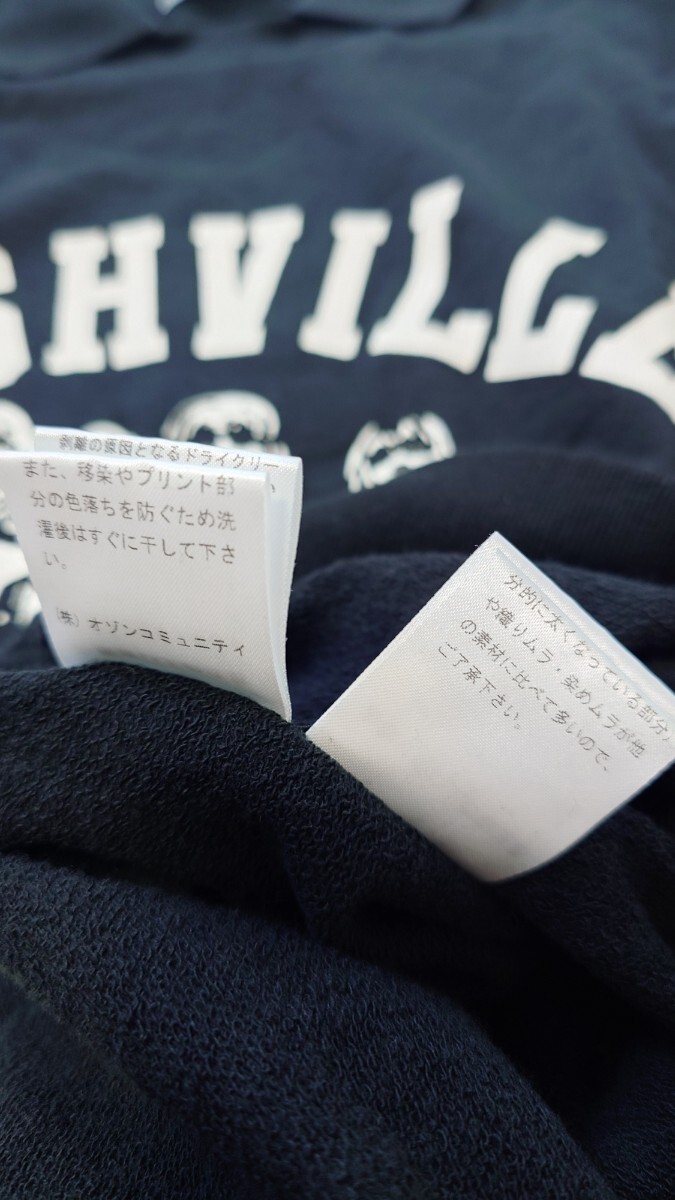 SHVILLE
剥離の原因となるドライクリー
また、移染やプリント部
分の色落ちを防ぐため洗
濯後はすぐに干して下さ
い。
(株) オゾンコミュニティ
分的に太くなっている部分、
や織りムラ・染めムラが他
の素材に比べて多いので、
ご了承下さい。